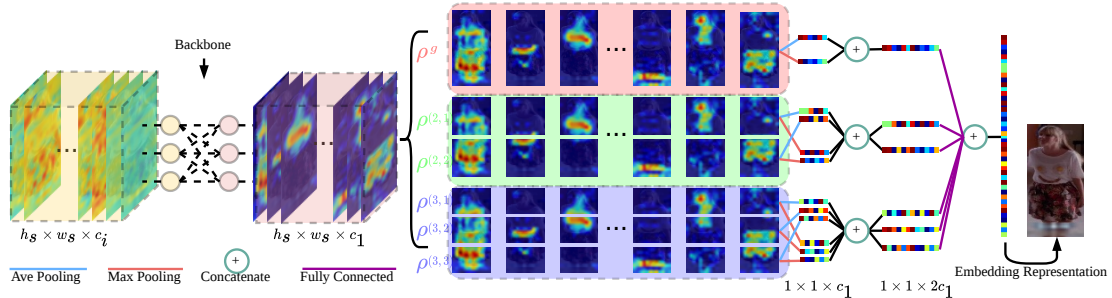 Backbone
...
...
h_s × w_s × c_i
h_s × w_s × c_1
ρ^g
ρ^(2,1)
ρ^(2,2)
ρ^(3,1)
ρ^(3,2)
ρ^(3,3)
...
...
...
+
+
+
+
1 × 1 × c_1
1 × 1 × 2c_1
Embedding Representation
Ave Pooling
Max Pooling
+
Concatenate
Fully Connected